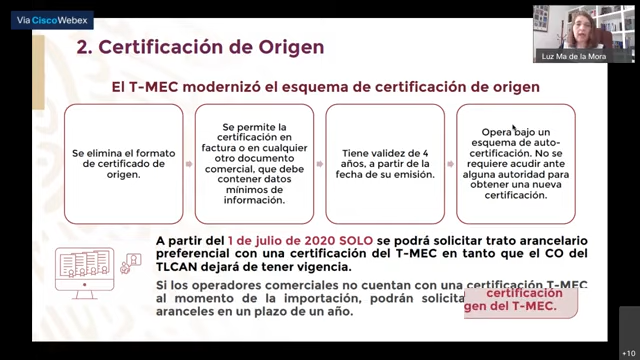 Via CiscoWebex
2. Certificación de Origen
Luz Ma de la Mora
El T-MEC modernizó el esquema de certificación de origen
Se elimina el formato
de certificado de
origen.
Se permite la
certificación en
factura o en cualquier
otro documento
comercial, que debe
contener datos
mínimos de
información.
Tiene validez de 4
años, a partir de la
fecha de su emisión.
Opera bajo un
esquema de auto-
certificación. No se
requiere acudir ante
alguna autoridad para
obtener una nueva
certificación.
A partir del 1 de julio de 2020 SOLO se podrá solicitar trato arancelario
preferencial con una certificación del T-MEC en tanto que el CO del
TLCAN dejará de tener vigencia.
Si los operadores comerciales no cuentan con una certificación T-MEC
al momento de la importación, podrán solicita
aranceles en un plazo de un año.
certificación
gen del T-MEC.
+10